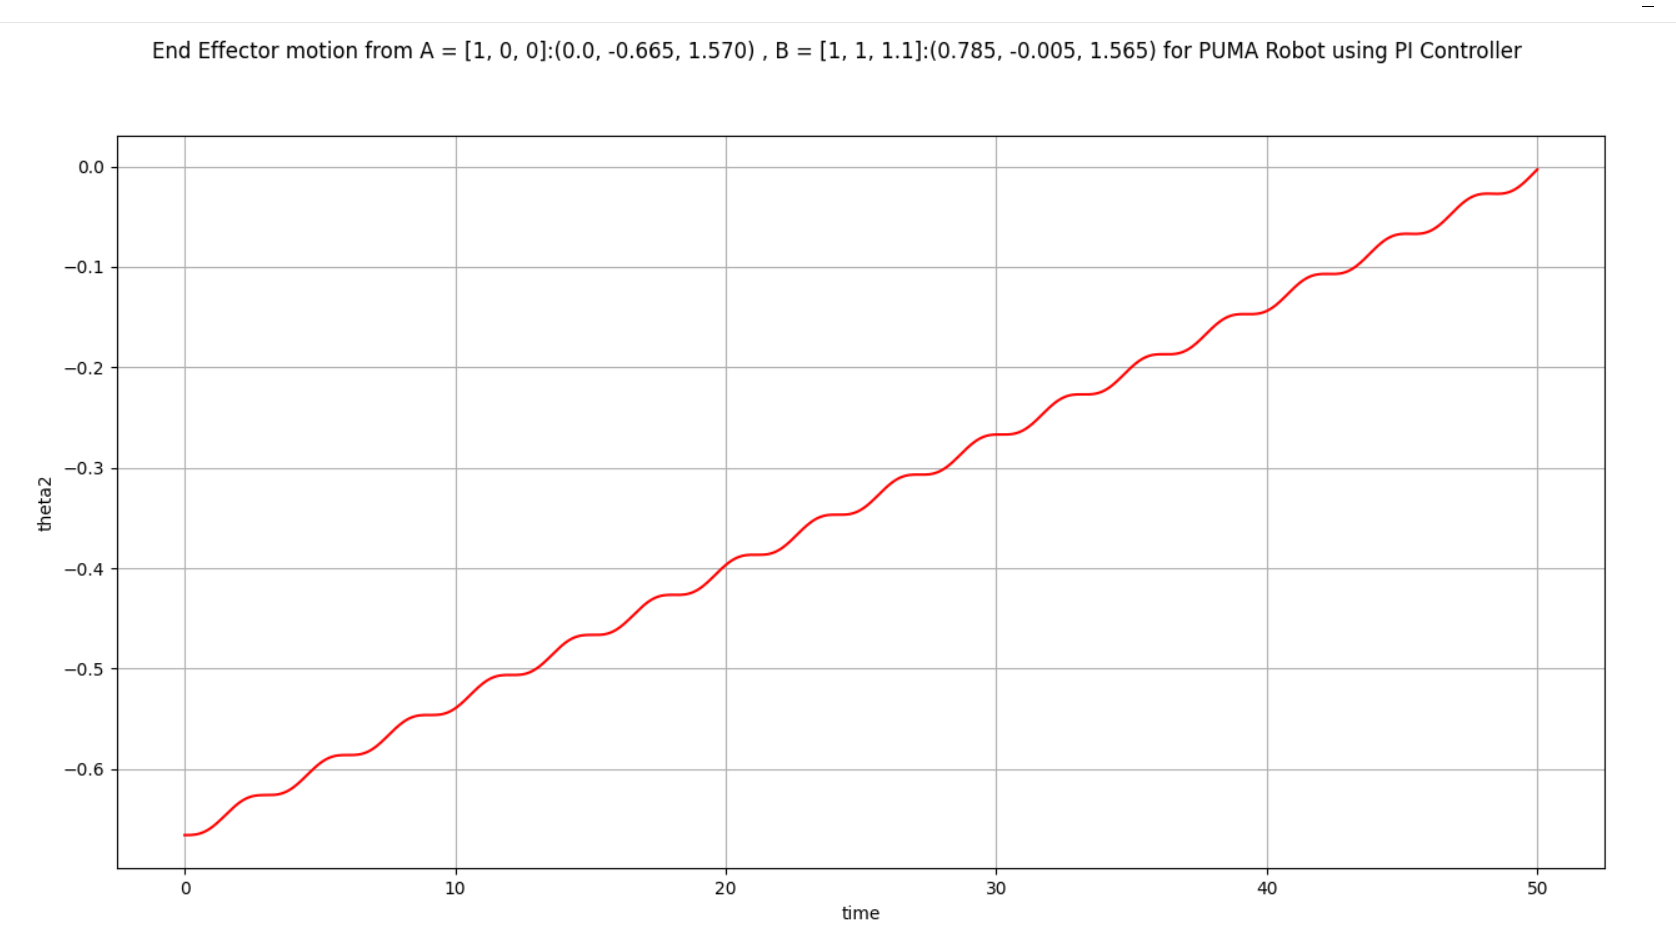 End Effector motion from A = [1, 0, 0]:(0.0, -0.665, 1.570) , B = [1, 1, 1.1]:(0.785, -0.005, 1.565) for PUMA Robot using PI Controller
0.0
−0.1
−0.2
−0.3
−0.4
−0.5
−0.6
theta2
0 10 20 30 40 50
time